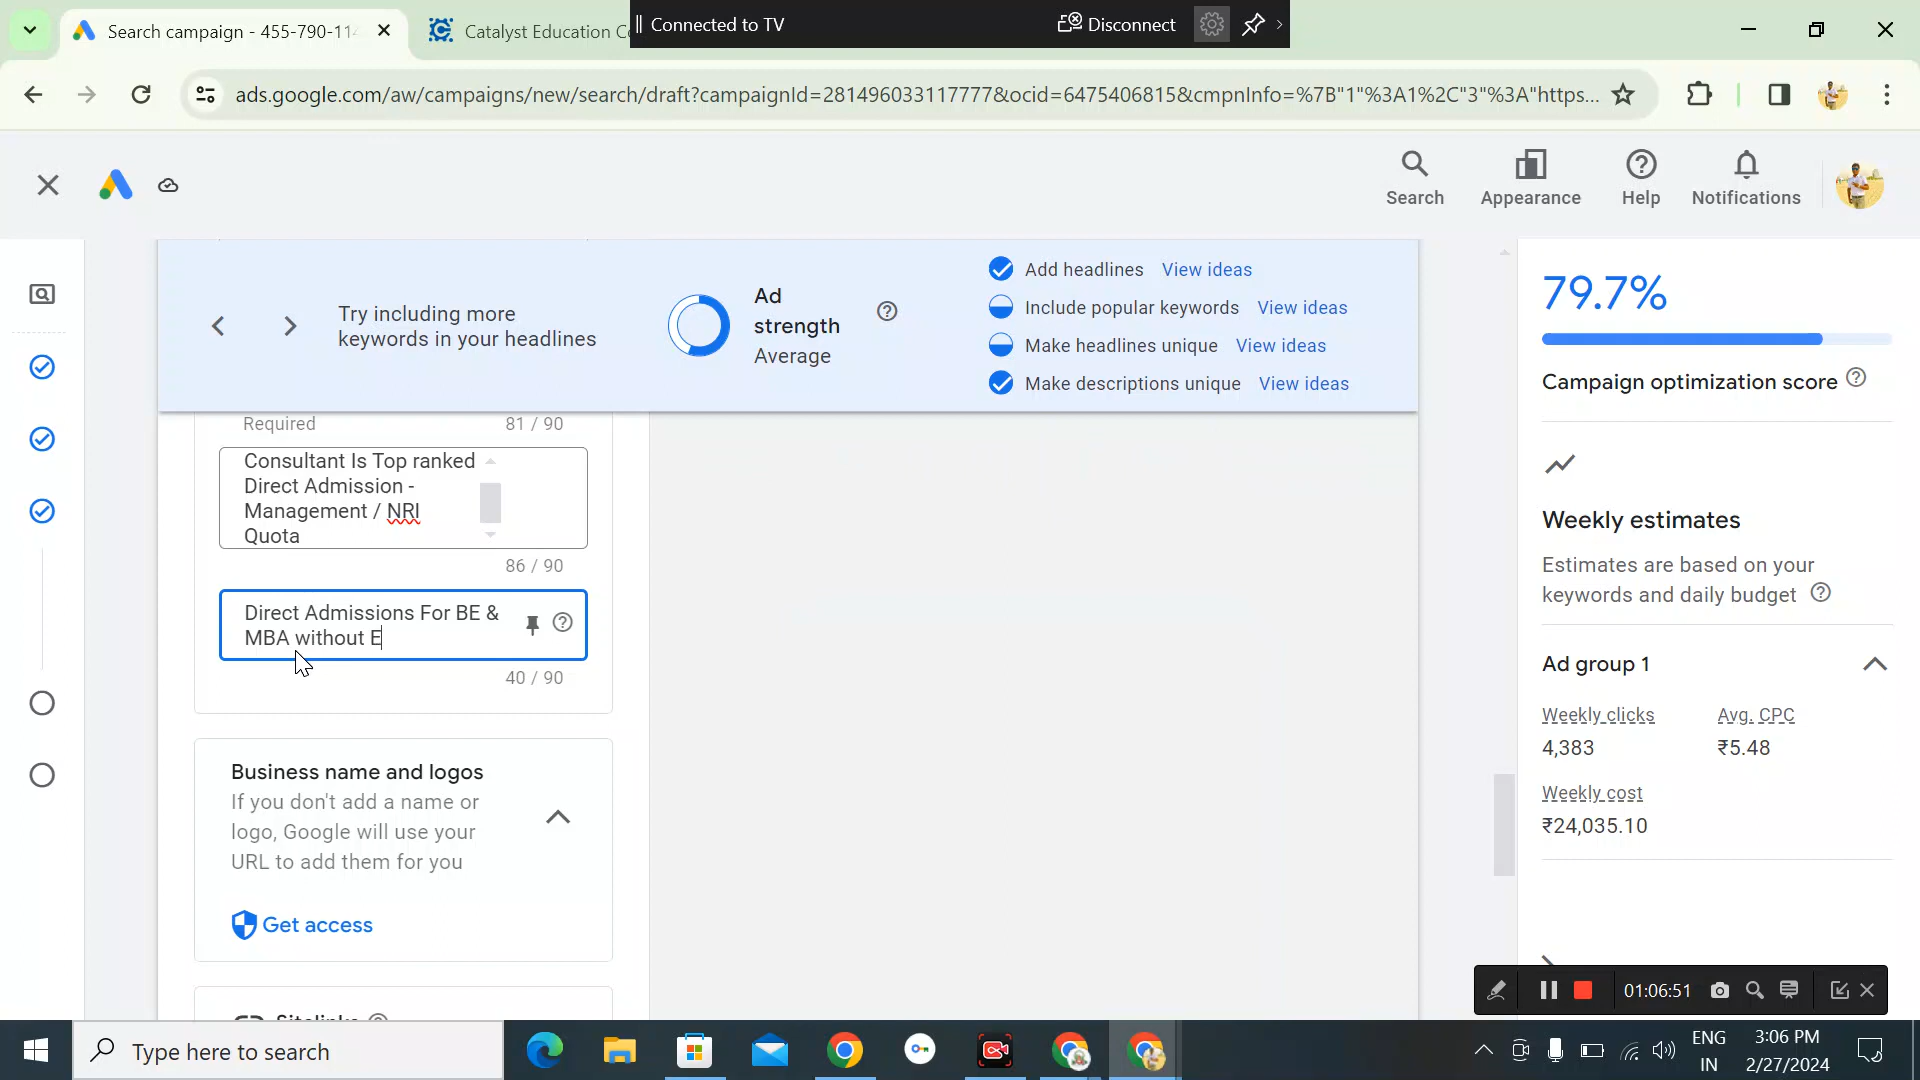 Search campaign - 455-790-11
Catalyst Education C
Connected to TV
Disconnect
ads.google.com/aw/campaigns/new/search/draft?campaignId=281496033117777&ocid=6475406815&cmpnInfo=%7B"1"%3A1%2C"3"%3A"https...
Search
Appearance
Help
Notifications
Try including more
keywords in your headlines
Ad
strength
Average
Add headlines View ideas
Include popular keywords View ideas
Make headlines unique View ideas
Make descriptions unique View ideas
Required 81 / 90
Consultant Is Top ranked
Direct Admission -
Management / NRI
Quota
86 / 90
Direct Admissions For BE &
MBA without E
40 / 90
Business name and logos
If you don't add a name or
logo, Google will use your
URL to add them for you
Get access
Sitelinks
79.7%
Campaign optimization score
Weekly estimates
Estimates are based on your
keywords and daily budget
Ad group 1
Weekly clicks Avg. CPC
4,383 ₹5.48
Weekly cost
₹24,035.10
01:06:51
Type here to search
ENG
IN
3:06 PM
2/27/2024